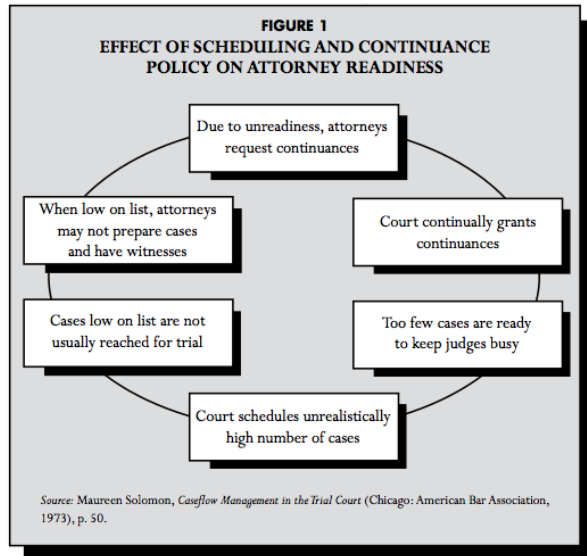 FIGURE 1
EFFECT OF SCHEDULING AND CONTINUANCE
POLICY ON ATTORNEY READINESS
Due to unreadiness, attorneys
request continuances
When low on list, attorneys
may not prepare cases
and have witnesses
Court continually grants
continuances
Cases low on list are not
usually reached for trial
Too few cases are ready
to keep judges busy
Court schedules unrealistically
high number of cases
Source: Maureen Solomon, Caseflow Management in the Trial Court (Chicago: American Bar Association,
1973), p. 50.